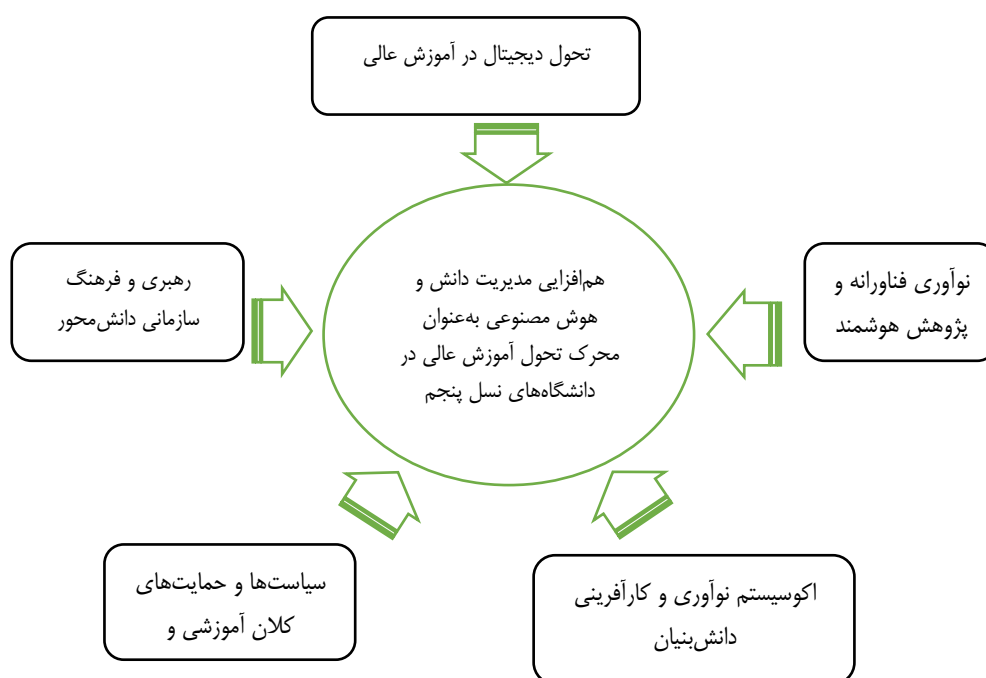 تحول دیجیتال در آموزش عالی
نوآوری فناورانه و
پژوهش هوشمند
رهبری و فرهنگ
سازمانی دانش‌محور
هم‌افزایی مدیریت دانش و
هوش مصنوعی به‌عنوان
محرک تحول آموزش عالی در
دانشگاه‌های نسل پنجم
اکوسیستم نوآوری و کارآفرینی
دانش‌بنیان
سیاست‌ها و حمایت‌های
کلان آموزشی و